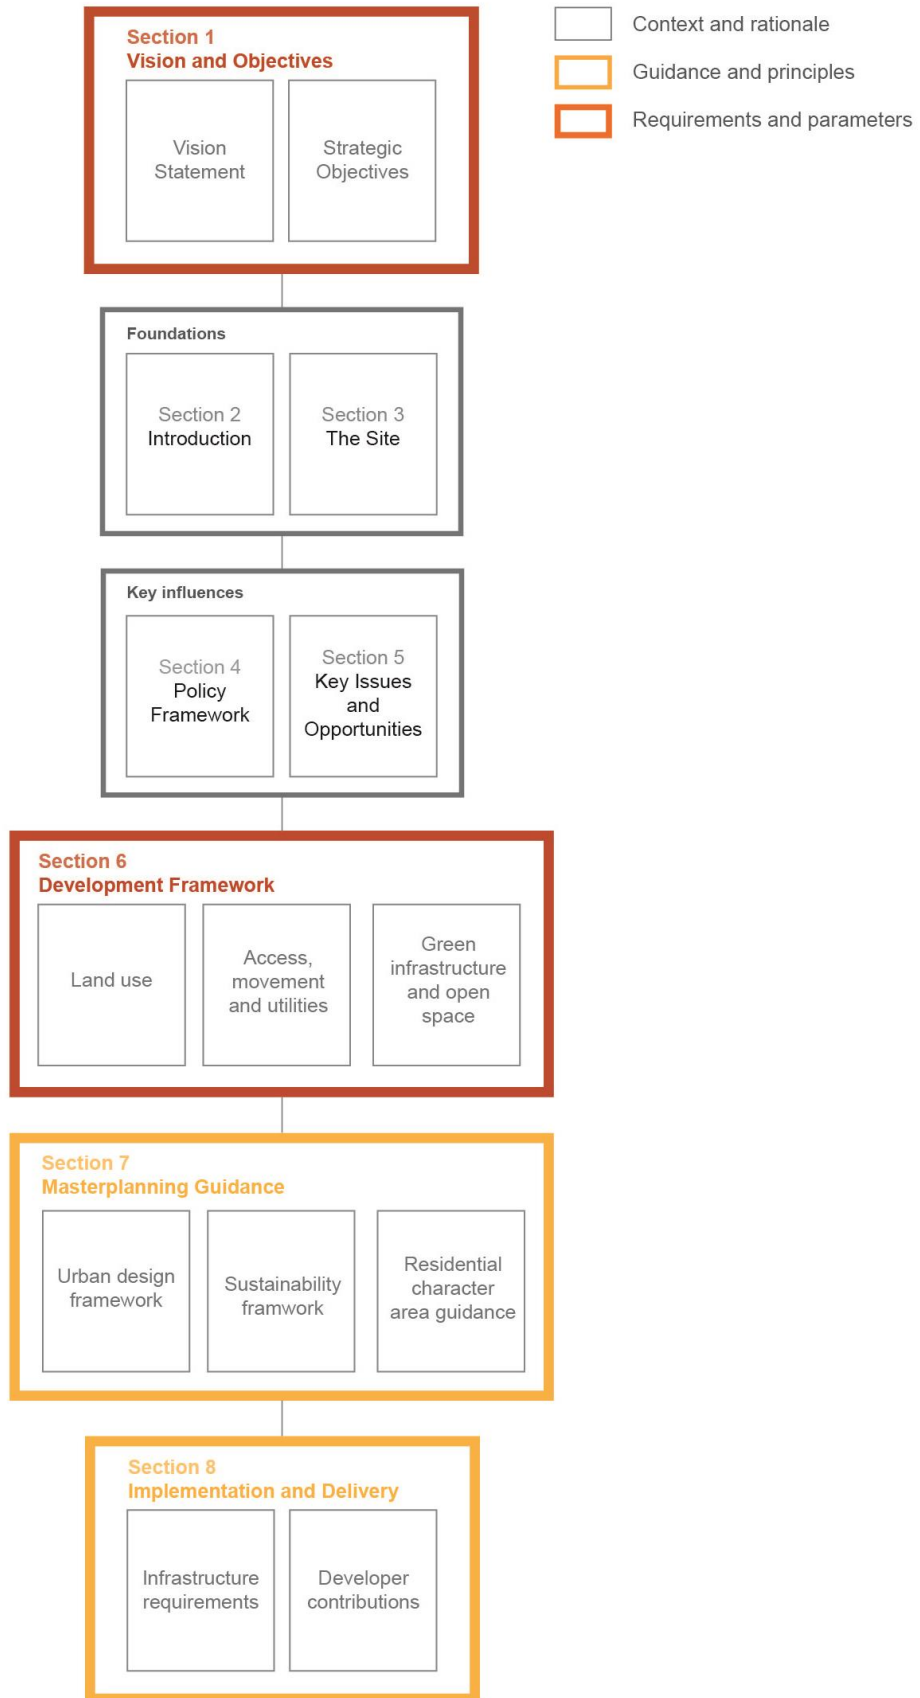 Section 1
Vision and Objectives
Vision
Statement
Strategic
Objectives
Context and rationale
Guidance and principles
Requirements and parameters
Foundations
Section 2
Introduction
Section 3
The Site
Key influences
Section 4
Policy
Framework
Section 5
Key Issues
and
Opportunities
Section 6
Development Framework
Land use
Access,
movement
and utilities
Green
infrastructure
and open
space
Section 7
Masterplanning Guidance
Urban design
framework
Sustainability
framwork
Residential
character
area guidance
Section 8
Implementation and Delivery
Infrastructure
requirements
Developer
contributions